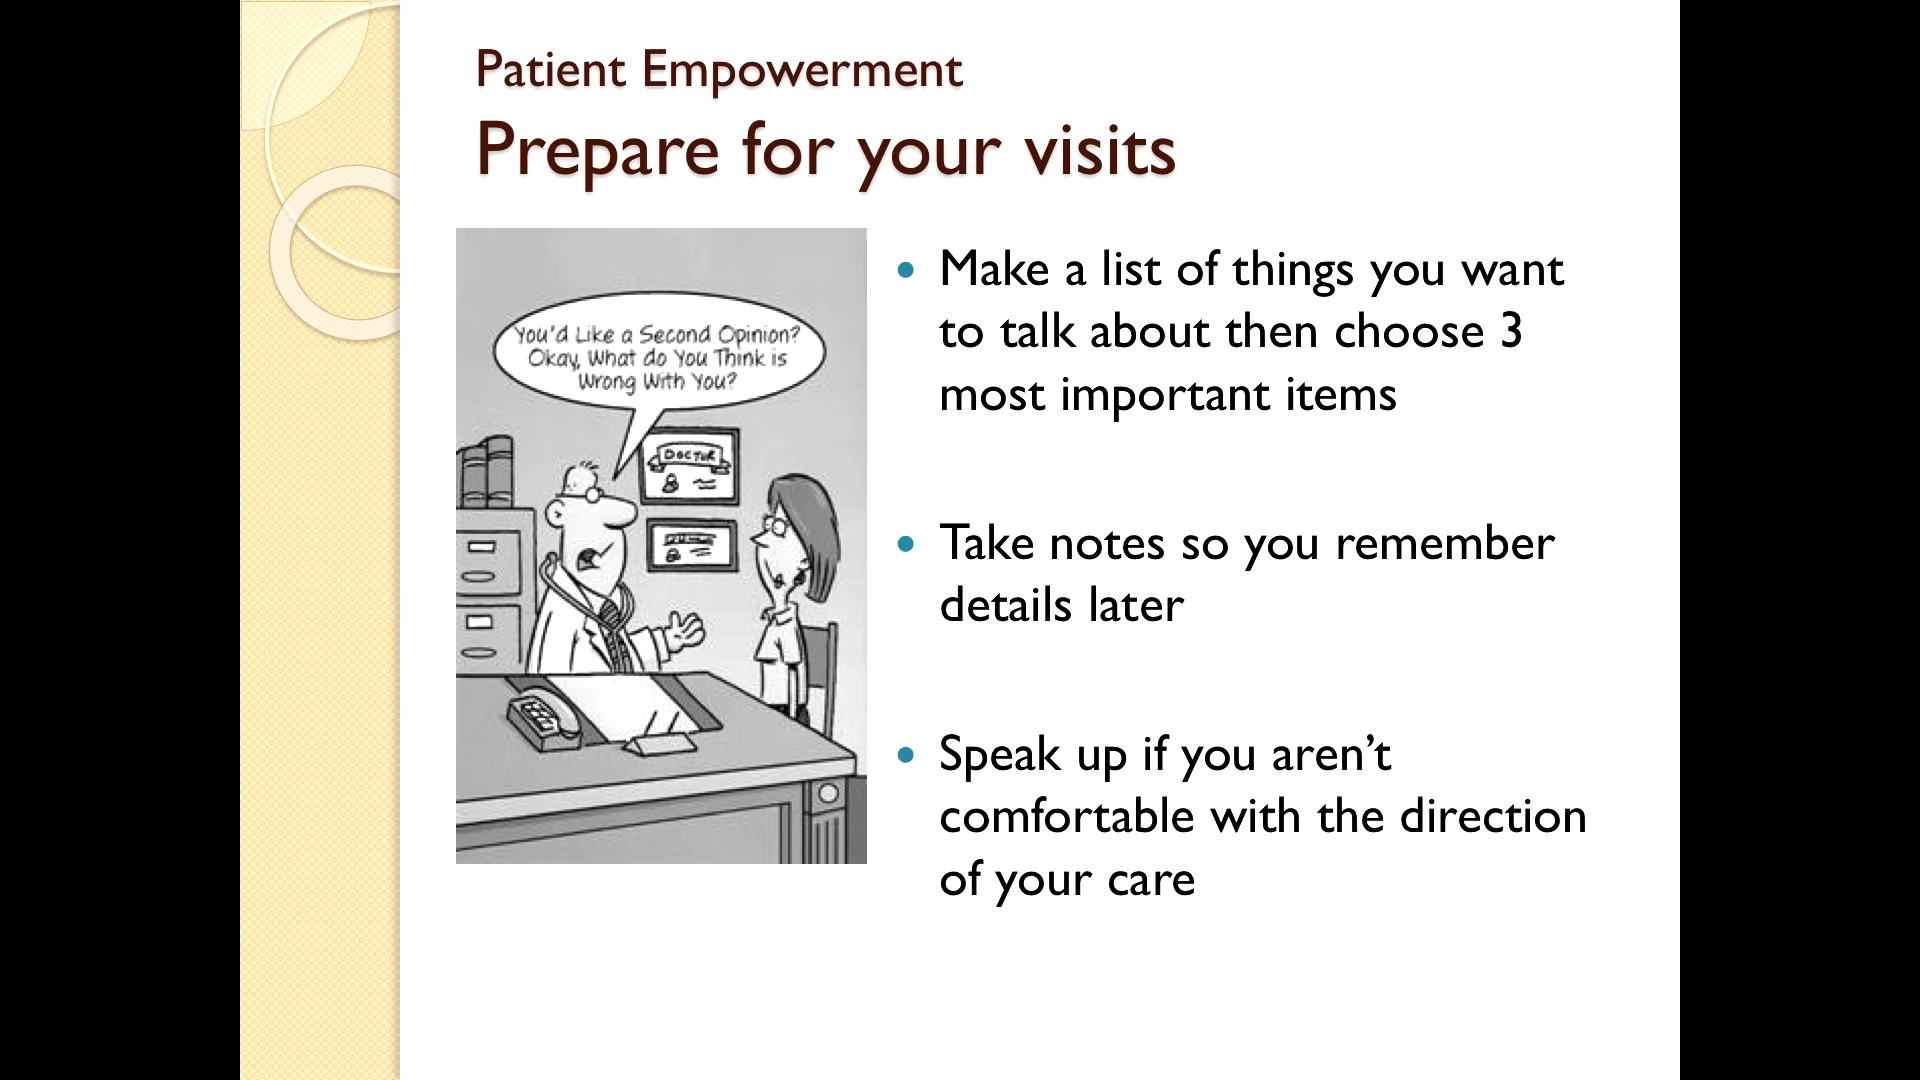 Patient Empowerment
Prepare for your visits
You'd Like a Second Opinion?
Okay, What do You Think is
Wrong With You?
DOCTOR
• Make a list of things you want
to talk about then choose 3
most important items
• Take notes so you remember
details later
• Speak up if you aren’t
comfortable with the direction
of your care